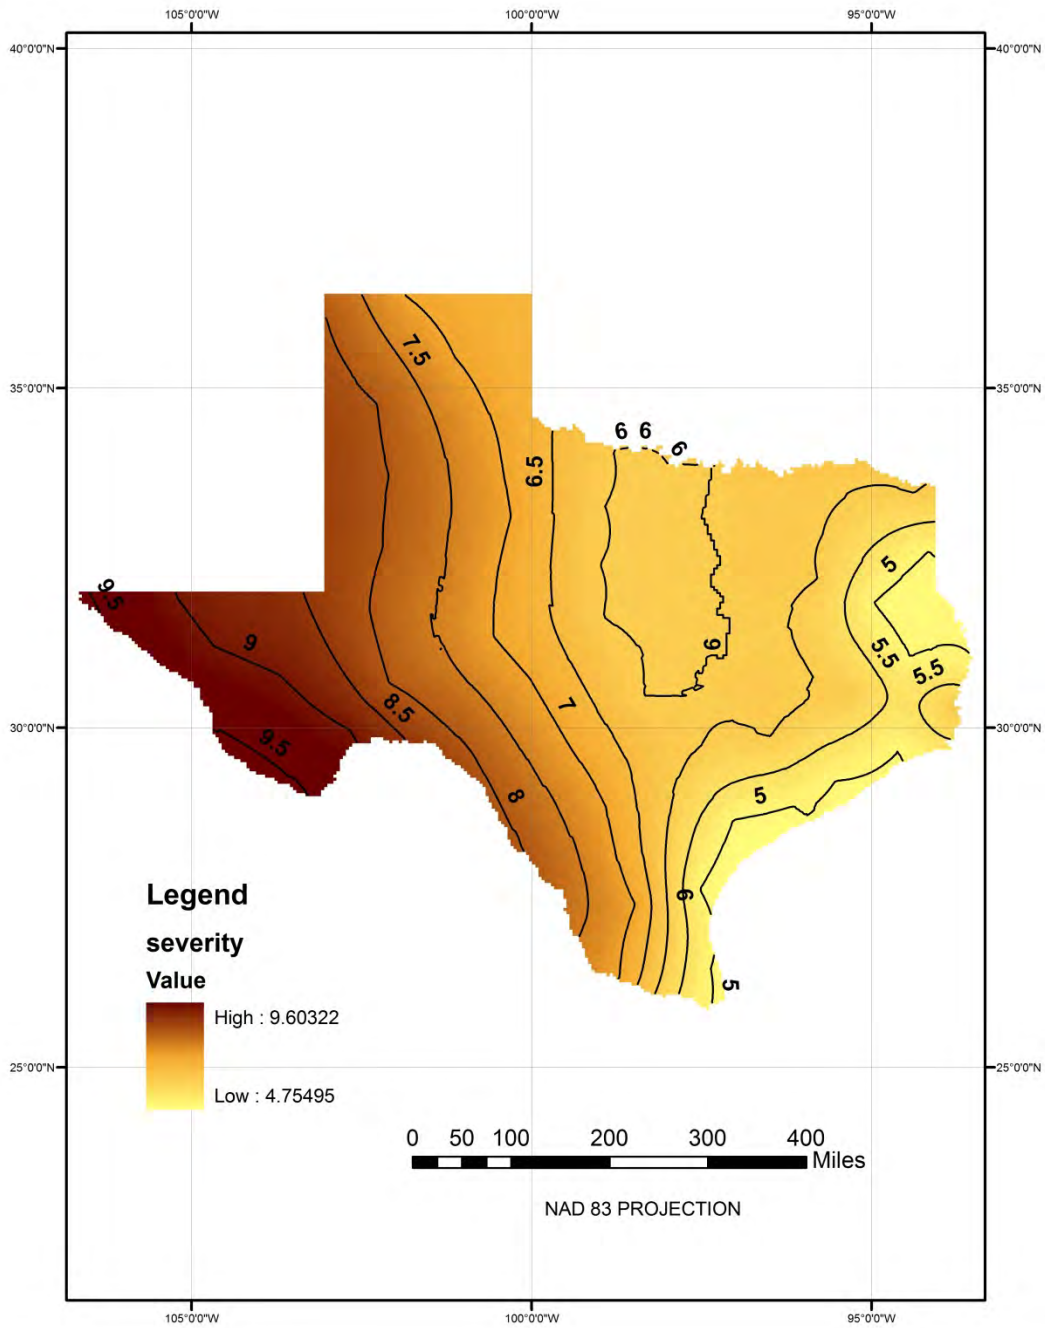 105°0'0"W 100°0'0"W 95°0'0"W
40°0'0"N 40°0'0"N
7.5
35°0'0"N 35°0'0"N
6 6 6
6.5
5
9.5
9 6 5.5
5.5
7
8.5
30°0'0"N 30°0'0"N
9.5
8 5
6
Legend
severity
Value
5
High : 9.60322
25°0'0"N 25°0'0"N
Low : 4.75495
0 50 100 200 300 400
Miles
NAD 83 PROJECTION
105°0'0"W 100°0'0"W 95°0'0"W